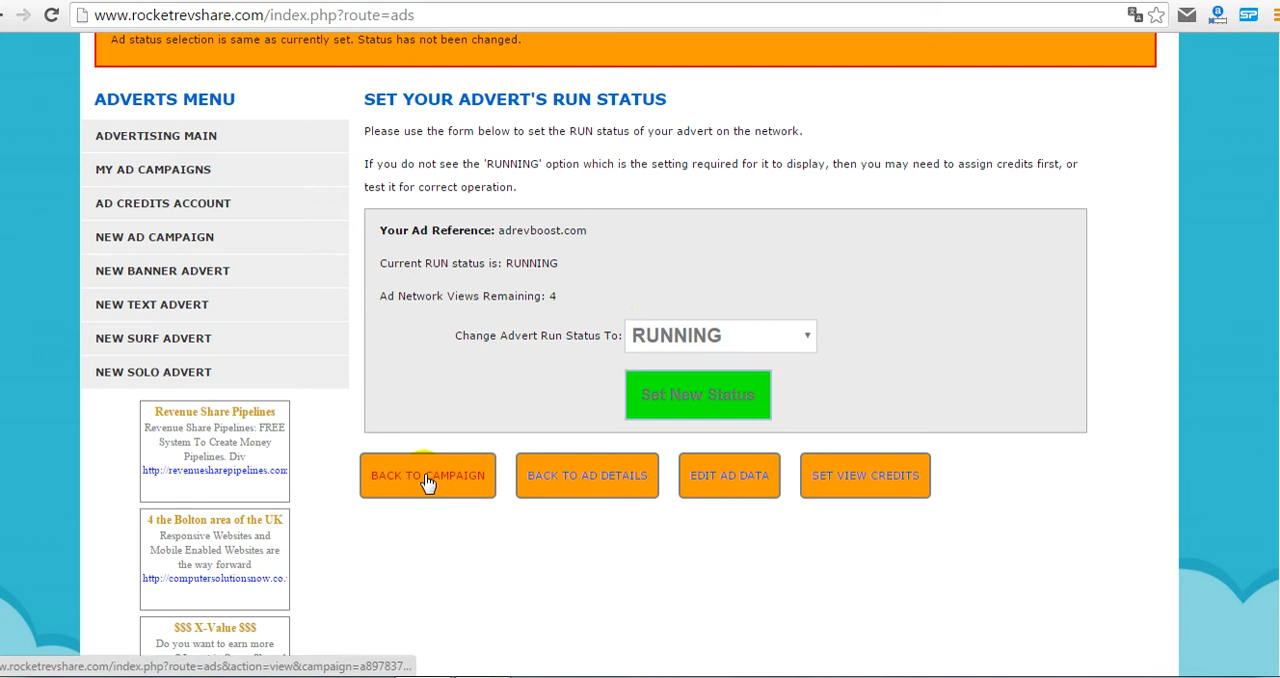 www.rocketrevshare.com/index.php?route=ads
SP
Ad status selection is same as currently set. Status has not been changed.
ADVERTS MENU
ADVERTISING MAIN
MY AD CAMPAIGNS
AD CREDITS ACCOUNT
NEW AD CAMPAIGN
NEW BANNER ADVERT
NEW TEXT ADVERT
NEW SURF ADVERT
NEW SOLO ADVERT
Revenue Share Pipelines
Revenue Share Pipelines: FREE
System To Create Money
Pipelines. Div
http://revenuesharepipelines.com
4 the Bolton area of the UK
Responsive Websites and
Mobile Enabled Websites are
the way forward
http://computersolutionsnow.co.
$$$ X-Value $$$
Do you want to earn more
SET YOUR ADVERT'S RUN STATUS
Please use the form below to set the RUN status of your advert on the network.
If you do not see the 'RUNNING' option which is the setting required for it to display, then you may need to assign credits first, or
test it for correct operation.
Your Ad Reference: adrevboost.com
Current RUN status is: RUNNING
Ad Network Views Remaining: 4
Change Advert Run Status To: RUNNING
Set New Status
BACK TO CAMPAIGN
BACK TO AD DETAILS
EDIT AD DATA
SET VIEW CREDITS
w.rocketrevshare.com/index.php?route=ads&action=view&campaign=a897837...